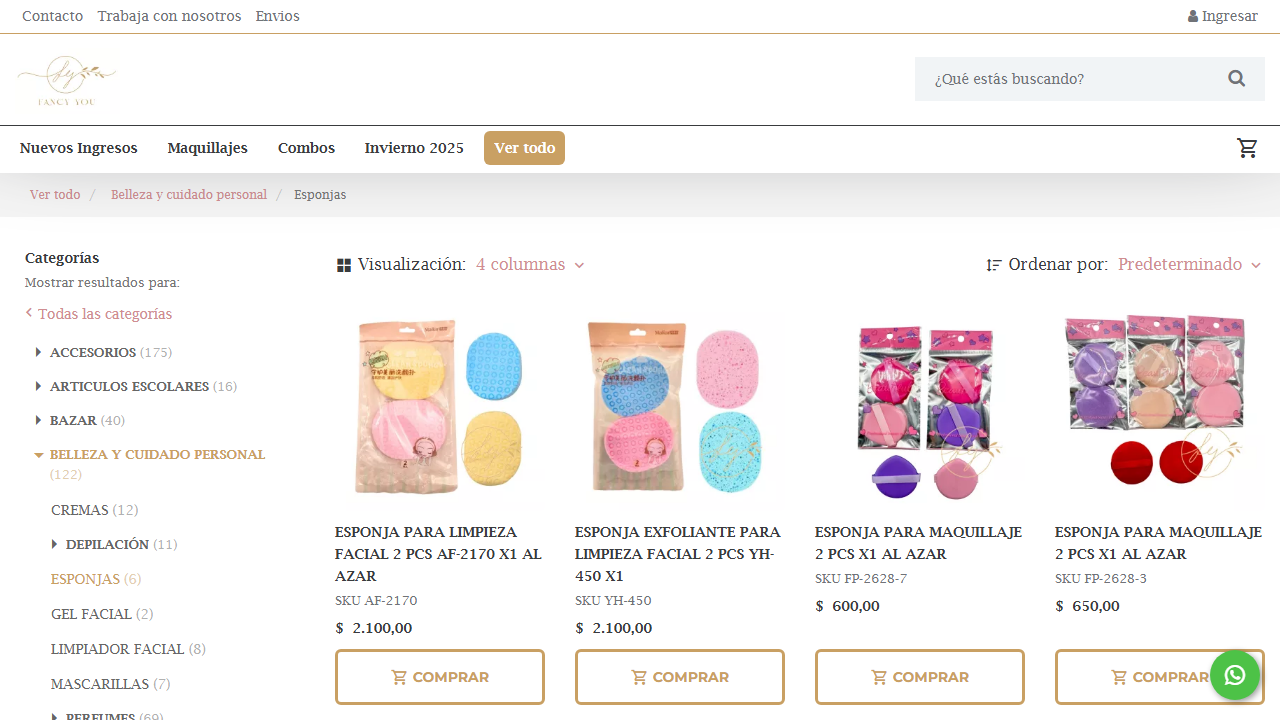 Contacto Trabaja con nosotros Envios Ingresar
FANCY YOU
¿Qué estás buscando?
Nuevos Ingresos Maquillajes Combos Invierno 2025 Ver todo
Ver todo / Belleza y cuidado personal / Esponjas
Categorías
Mostrar resultados para:
Todas las categorías
ACCESORIOS (175)
ARTICULOS ESCOLARES (16)
BAZAR (40)
BELLEZA Y CUIDADO PERSONAL
(122)
CREMAS (12)
DEPILACIÓN (11)
ESPONJAS (6)
GEL FACIAL (2)
LIMPIADOR FACIAL (8)
MASCARILLAS (7)
PERFUMES (69)
Visualización: 4 columnas
Ordenar por: Predeterminado
ESPONJA PARA LIMPIEZA
FACIAL 2 PCS AF-2170 X1 AL
AZAR
SKU AF-2170
$ 2.100,00
COMPRAR
ESPONJA EXFOLIANTE PARA
LIMPIEZA FACIAL 2 PCS YH-
450 X1
SKU YH-450
$ 2.100,00
COMPRAR
ESPONJA PARA MAQUILLAJE
2 PCS X1 AL AZAR
SKU FP-2628-7
$ 600,00
COMPRAR
ESPONJA PARA MAQUILLAJE
2 PCS X1 AL AZAR
SKU FP-2628-3
$ 650,00
COMPRAR